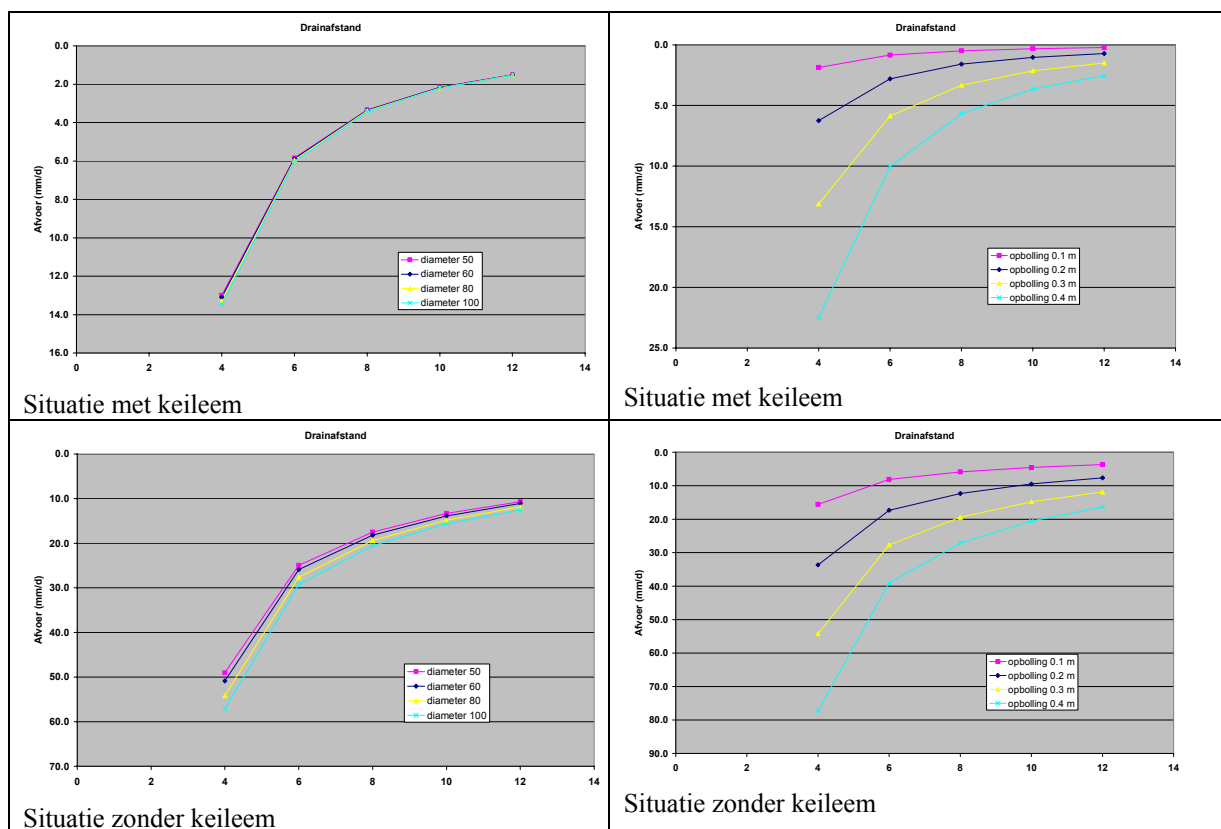 Drainafstand
0.0
2.0
4.0
6.0
8.0
10.0
12.0
14.0
16.0
Afvoer (mm/d)
diameter 50
diameter 60
diameter 80
diameter 100
0 2 4 6 8 10 12 14
Situatie met keileem
Drainafstand
0.0
5.0
10.0
15.0
20.0
25.0
Afvoer (mm/d)
opbolling 0.1 m
opbolling 0.2 m
opbolling 0.3 m
opbolling 0.4 m
0 2 4 6 8 10 12 14
Situatie met keileem
Drainafstand
0.0
10.0
20.0
30.0
40.0
50.0
60.0
70.0
Afvoer (mm/d)
diameter 50
diameter 60
diameter 80
diameter 100
0 2 4 6 8 10 12 14
Situatie zonder keileem
Drainafstand
0.0
10.0
20.0
30.0
40.0
50.0
60.0
70.0
80.0
90.0
Afvoer (mm/d)
opbolling 0.1 m
opbolling 0.2 m
opbolling 0.3 m
opbolling 0.4 m
0 2 4 6 8 10 12 14
Situatie zonder keileem